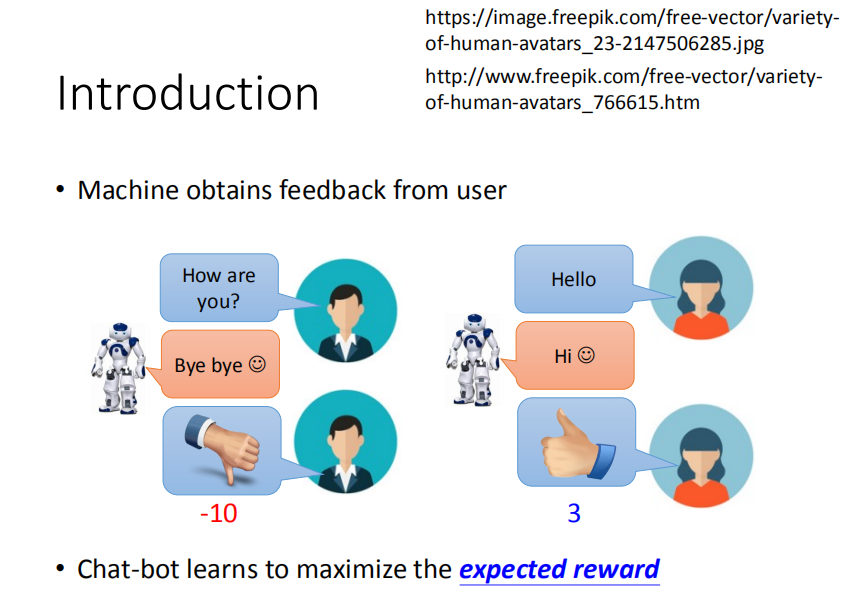 https://image.freepik.com/free-vector/variety-
of-human-avatars_23-2147506285.jpg
http://www.freepik.com/free-vector/variety-
of-human-avatars_766615.htm
Introduction
• Machine obtains feedback from user
How are
you?
Bye bye ☺
-10
Hello
Hi ☺
3
• Chat-bot learns to maximize the expected reward